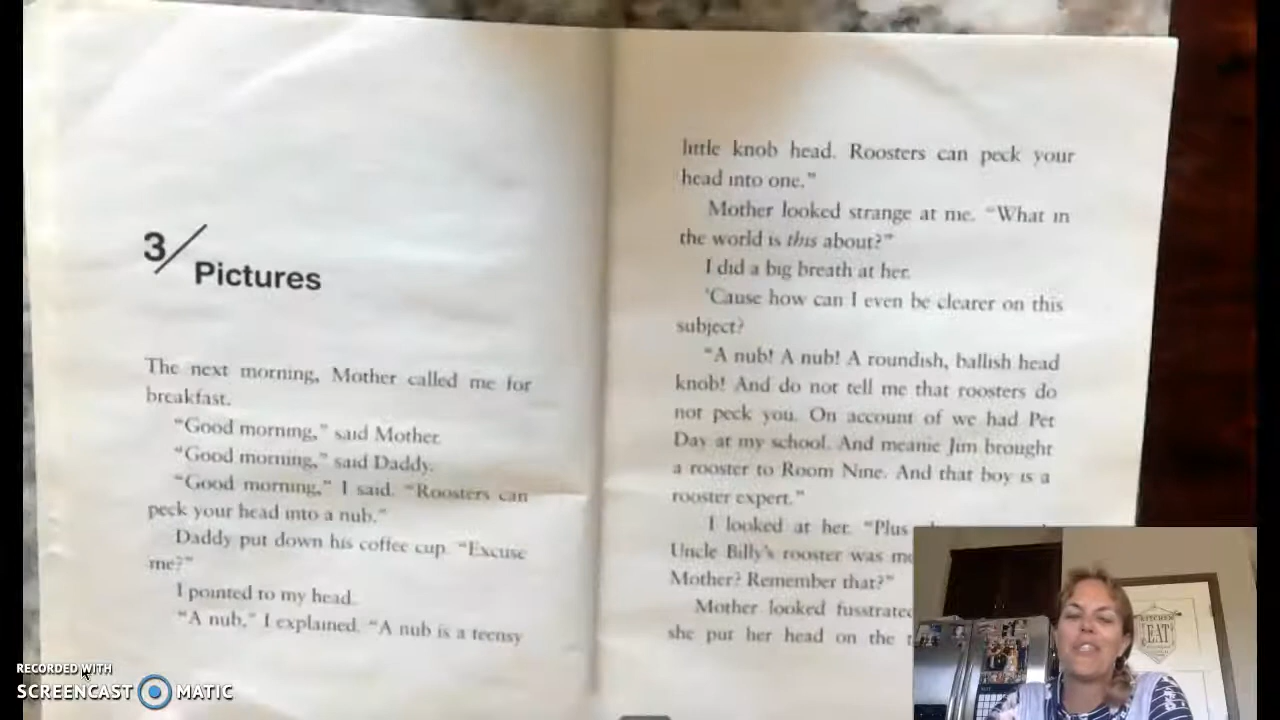 3/
Pictures
The next morning, Mother called me for
breakfast.
"Good morning," said Mother.
"Good morning," said Daddy.
"Good morning," I said. "Roosters can
peck your head into a nub."
Daddy put down his coffee cup. "Excuse
me?"
I pointed to my head.
"A nub," I explained. "A nub is a teensy
little knob head. Roosters can peck your
head into one."
Mother looked strange at me. "What in
the world is this about?"
I did a big breath at her.
'Cause how can I even be clearer on this
subject?
"A nub! A nub! A roundish, ballish head
knob! And do not tell me that roosters do
not peck you. On account of we had Pet
Day at my school. And meanie Jim brought
a rooster to Room Nine. And that boy is a
rooster expert."
I looked at her. "Plus
Uncle Billy's rooster was
Mother? Remember that?"
Mother looked fusstrated
she put her head on the
KITCHEN
EAT
RECORDED WITH
SCREENCAST MATIC